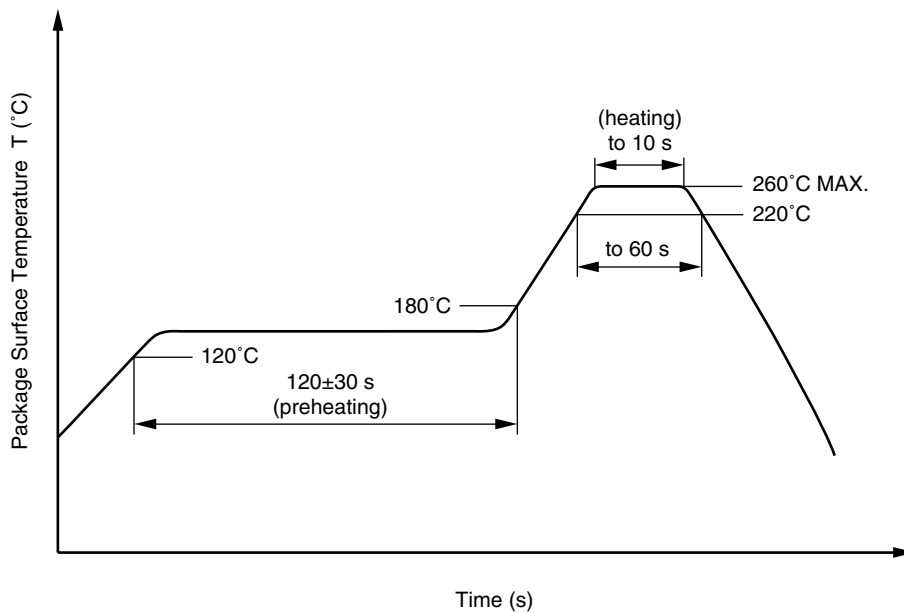 Package Surface Temperature T (˚C)
(heating)
to 10 s
260˚C MAX.
220˚C
to 60 s
180˚C
120˚C
120±30 s
(preheating)
Time (s)